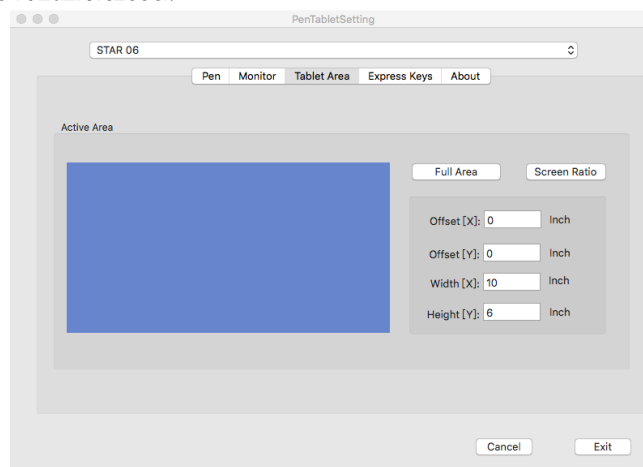 PenTabletSetting
STAR 06
Pen Monitor Tablet Area Express Keys About
Active Area
Full Area Screen Ratio
Offset [X]: 0 Inch
Offset [Y]: 0 Inch
Width [X]: 10 Inch
Height [Y]: 6 Inch
Cancel Exit